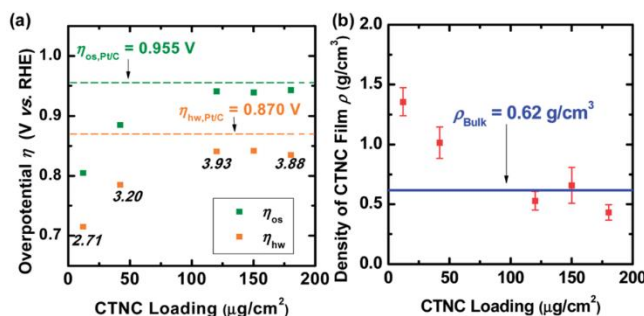 (a)
η_os,Pt/C = 0.955 V
η_hw,Pt/C = 0.870 V
3.93
3.88
3.20
2.71
η_os
η_hw
Overpotential η (V vs. RHE)
1.0
0.9
0.8
0.7
0 50 100 150 200
CTNC Loading (μg/cm²)
(b)
ρ_Bulk = 0.62 g/cm³
Density of CTNC Film ρ (g/cm³)
2.0
1.5
1.0
0.5
0.0
0 50 100 150 200
CTNC Loading (μg/cm²)